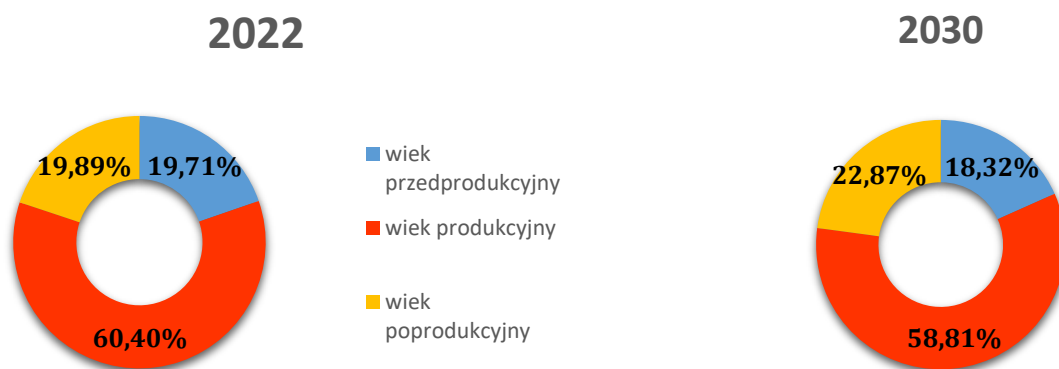 2022
19,89%
19,71%
60,40%
wiek
przedprodukcyjny
wiek produkcyjny
wiek
poprodukcyjny
2030
22,87%
18,32%
58,81%